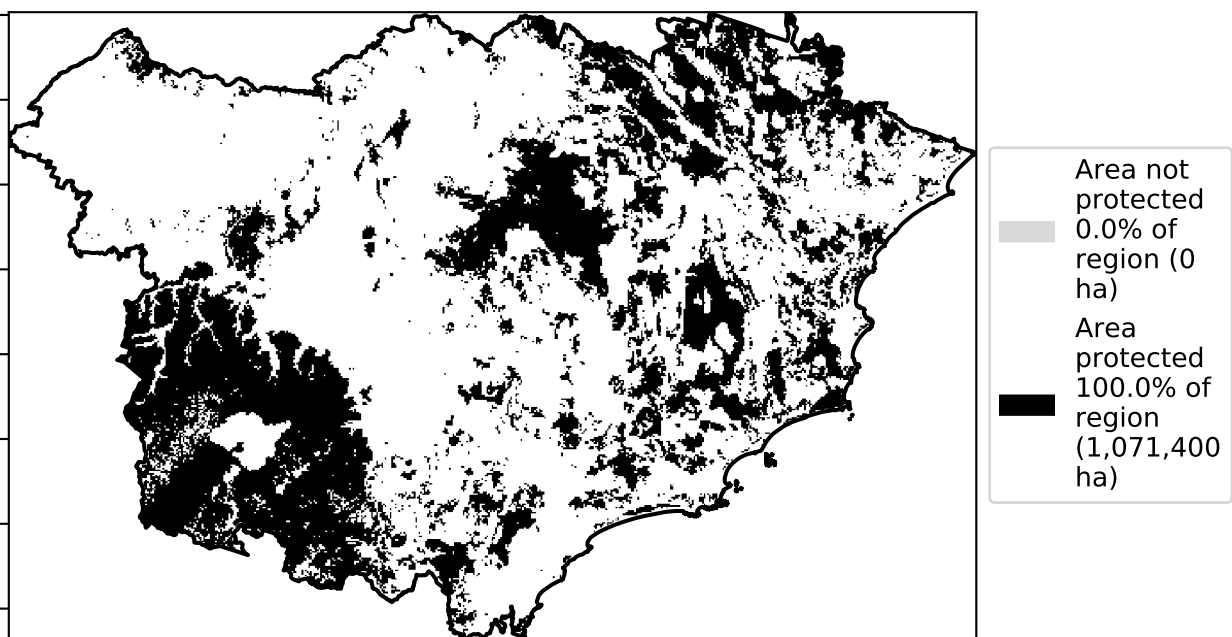 Area not
protected
0.0% of
region (0
ha)
Area
protected
100.0% of
region
(1,071,400
ha)